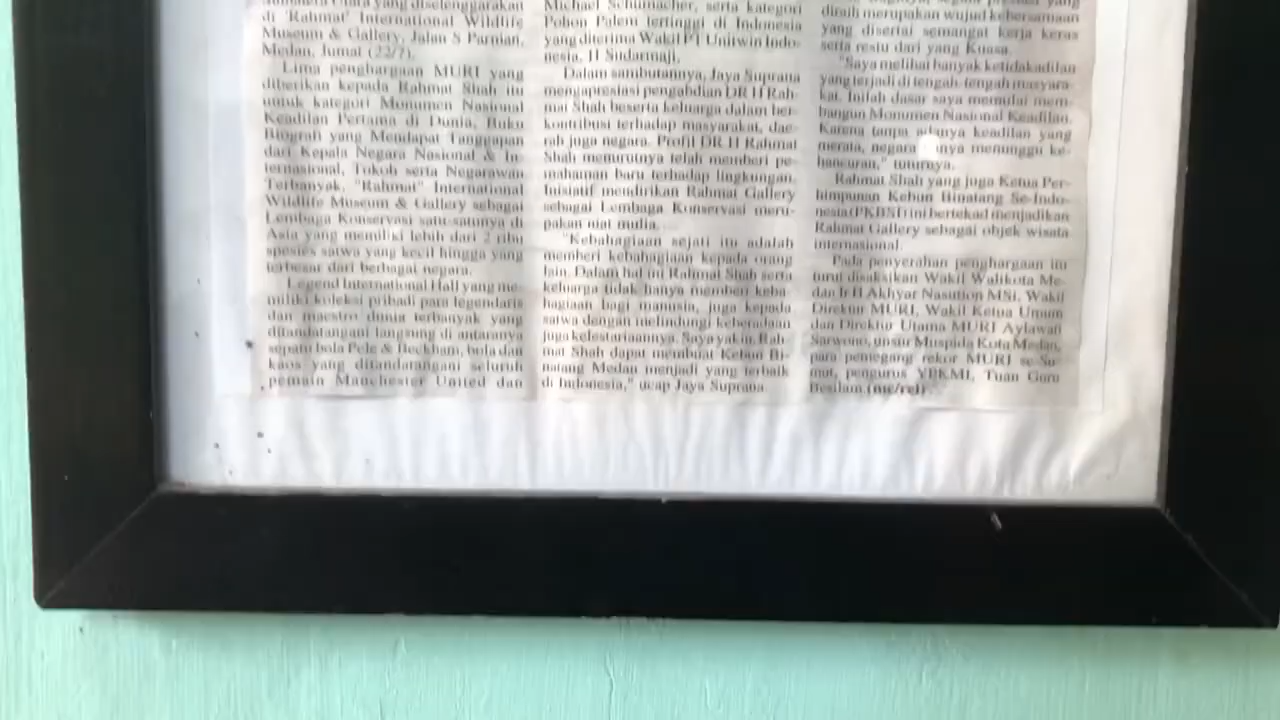 di "Rahmat" International Wildlife
Museum & Gallery, Jalan S Parman,
Medan, Jumat (22/7).
Lima penghargaan MURI yang
diberikan kepada Rahmat Shah itu
untuk kategori Monumen Nasional
Keadilan Pertama di Dunia, Buku
Biografi yang Mendapat Tanggapan
dari Kepala Negara Nasional & In-
ternasional, Tokoh serta Negarawan
Terbanyak, "Rahmat" International
Wildlife Museum & Gallery sebagai
Lembaga Konservasi satu-satunya di
Asia yang memiliki lebih dari 2 ribu
spesies satwa yang kecil hingga yang
terbesar dari berbagai negara.
Legend International Hall yang me-
miliki koleksi pribadi para legendaris
dan maestro dunia terbanyak yang
ditandatangani langsung di antaranya
sepatu bola Pele & Beckham, bola dan
kaos yang ditandatangani seluruh
pemain Manchester United dan
Michael Schumacher, serta kategori
Pohon Palem tertinggi di Indonesia
yang diterima Wakil PT Unitwin Indo-
nesia, H Sudarmaji.
Dalam sambutannya, Jaya Suprana
mengapresiasi pengabdian DR H Rah-
mat Shah beserta keluarga dalam ber-
kontribusi terhadap masyarakat, dae-
rah juga negara. Profil DR H Rahmat
Shah menurutnya telah memberi pe-
mahaman baru terhadap lingkungan.
Inisiatif mendirikan Rahmat Gallery
sebagai Lembaga Konservasi meru-
pakan niat mulia.
"Kebahagiaan sejati itu adalah
memberi kebahagiaan kepada orang
lain. Dalam hal ini Rahmat Shah serta
keluarga tidak hanya memberi keba-
hagiaan bagi manusia, juga kepada
satwa dengan melindungi keberadaan
juga kelestariannya. Saya yakin, Rah-
mat Shah dapat membuat Kebun Bi-
natang Medan menjadi yang terbaik
di Indonesia," ucap Jaya Suprana.
diraih merupakan wujud kebersamaan
yang disertai semangat kerja keras
serta restu dari yang Kuasa.
"Saya melihat banyak ketidakadilan
yang terjadi di tengah-tengah masyara-
kat. Inilah dasar saya memulai mem-
bangun Monumen Nasional Keadilan.
Karena tanpa adanya keadilan yang
merata, negara menunggu ke-
hancuran," tuturnya.
Rahmat Shah yang juga Ketua Per-
himpunan Kebun Binatang Se-Indo-
nesia (PKBSI) ini bertekad menjadikan
Rahmat Gallery sebagai objek wisata
internasional.
Pada penyerahan penghargaan itu
turut disaksikan Wakil Walikota Me-
dan Ir H Akhyar Nasution MSi, Wakil
Direktur MURI, Wakil Ketua Umum
dan Direktur Utama MURI Aylawati
Sarwono, unsur Muspida Kota Medan,
para pemegang rekor MURI se-Su-
mut, pengurus YPKMI, Tuan Guru
Besilam.(mc/rel)